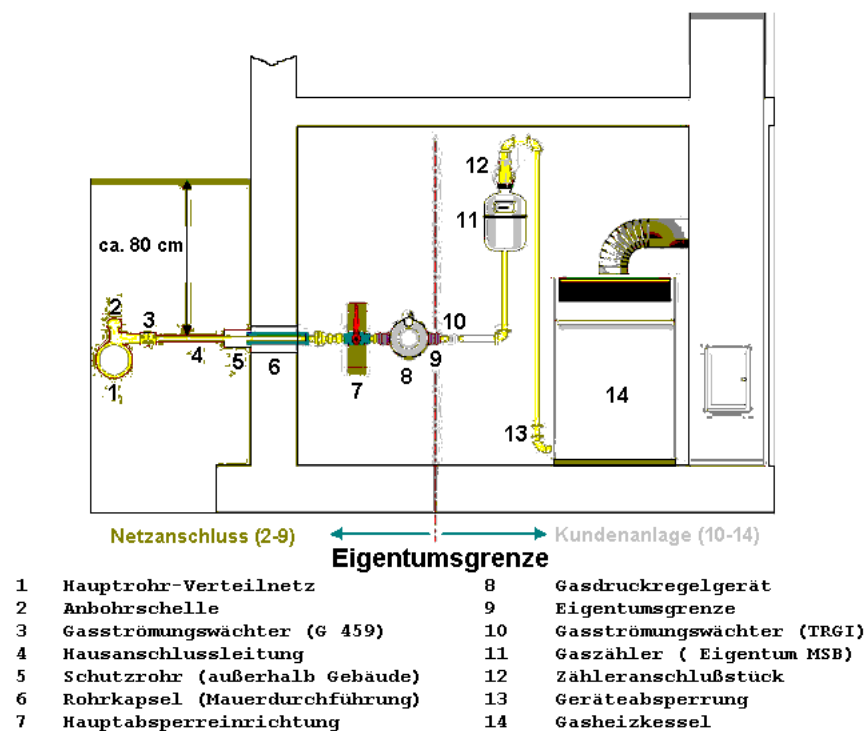 12
11
ca. 80 cm
2
3
10
1
4
5
6
7
8
9
13
14
Netzanschluss (2-9)
Kundenanlage (10-14)
Eigentumsgrenze
1 Hauptrohr-Verteilnetz
2 Anbohrschelle
3 Gasströmungswächter (G 459)
4 Hausanschlussleitung
5 Schutzrohr (außerhalb Gebäude)
6 Rohrkapsel (Mauerdurchführung)
7 Hauptabsperreinrichtung
8 Gasdruckregelgerät
9 Eigentumsgrenze
10 Gasströmungswächter (TRGI)
11 Gaszähler ( Eigentum MSB)
12 Zähleranschlußstück
13 Geräteabsperrung
14 Gasheizkessel